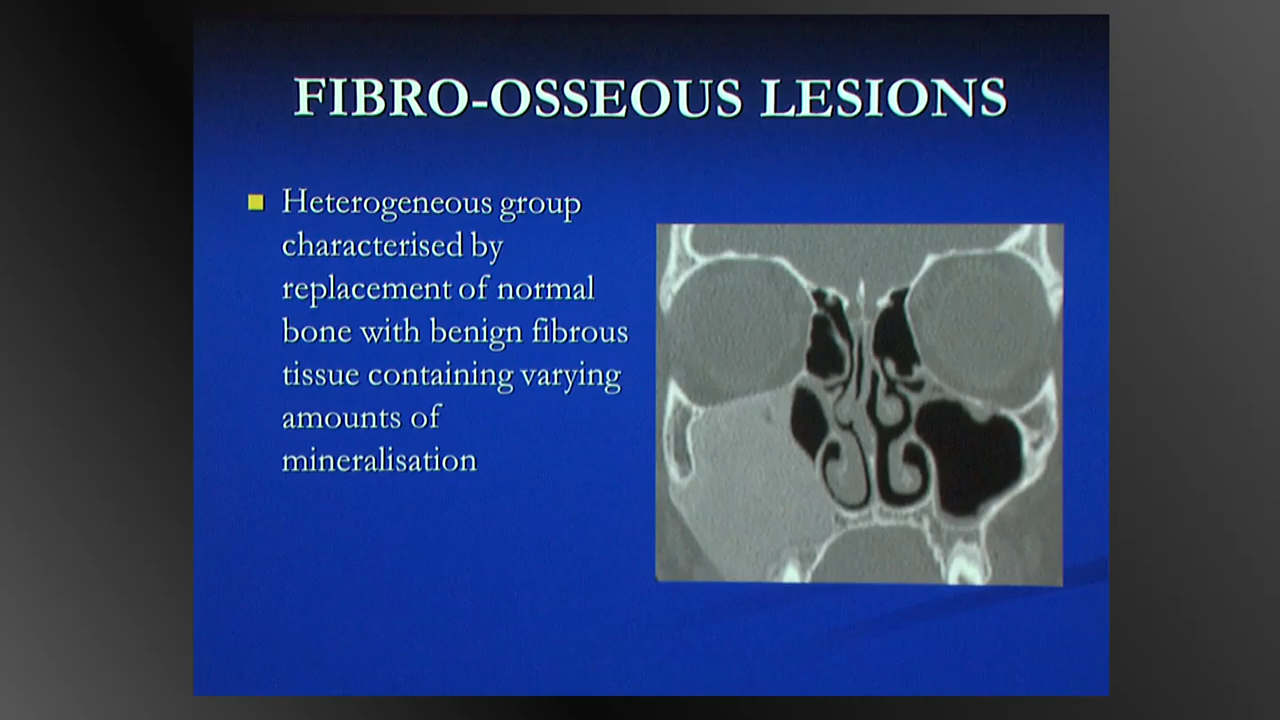 FIBRO-OSSEOUS LESIONS
Heterogeneous group
characterised by
replacement of normal
bone with benign fibrous
tissue containing varying
amounts of
mineralisation